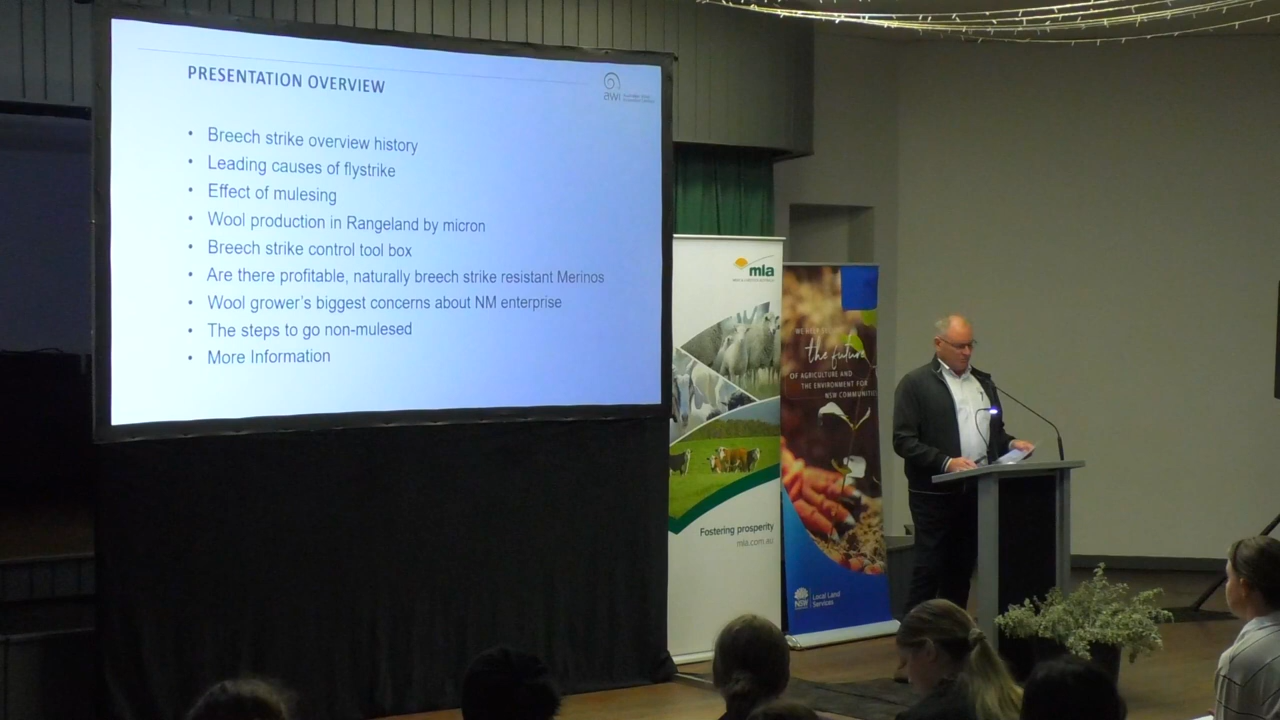 PRESENTATION OVERVIEW
awi
• Breech strike overview history
• Leading causes of flystrike
• Effect of mulesing
• Wool production in Rangeland by micron
• Breech strike control tool box
• Are there profitable, naturally breech strike resistant Merinos
• Wool grower's biggest concerns about NM enterprise
• The steps to go non-mulesed
• More Information
mla
Fostering prosperity
mla.com.au
WE HELP
the future
OF AGRICULTURE AND
THE ENVIRONMENT FOR
NSW COMMUNITIES
NSW
Local Land
Services